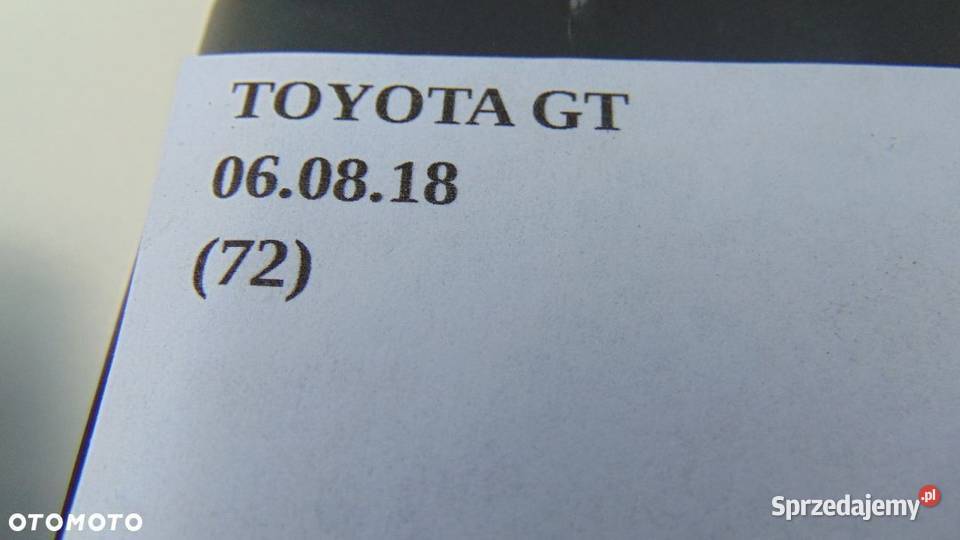 TOYOTA GT
06.08.18
(72)
OTOMOTO
Sprzedajemy.pl